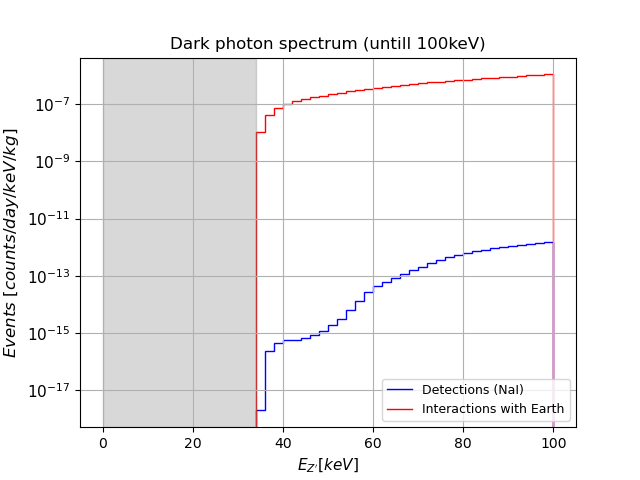 Dark photon spectrum (untill 100keV)
Events [counts/day/keV/kg]
10⁻⁷
10⁻⁹
10⁻¹¹
10⁻¹³
10⁻¹⁵
10⁻¹⁷
Detections (NaI)
Interactions with Earth
0 20 40 60 80 100
E_{Z'}[keV]